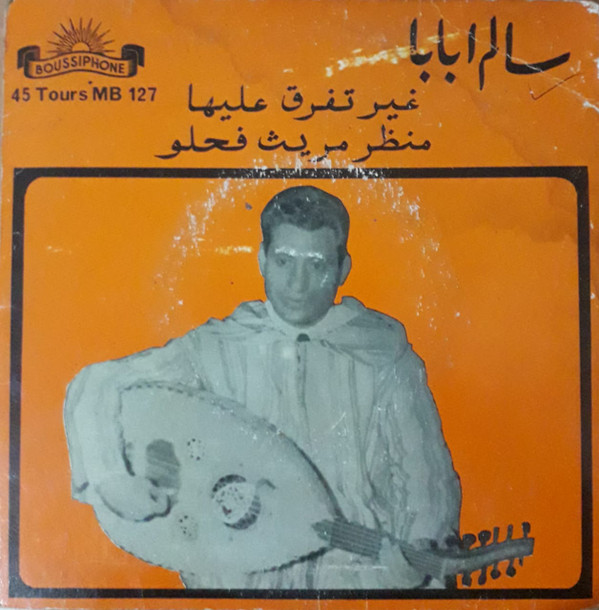 سالم ابابا
BOUSSIPHONE
45 Tours MB 127
غير تفرق عليها
منظر مريث فحلو